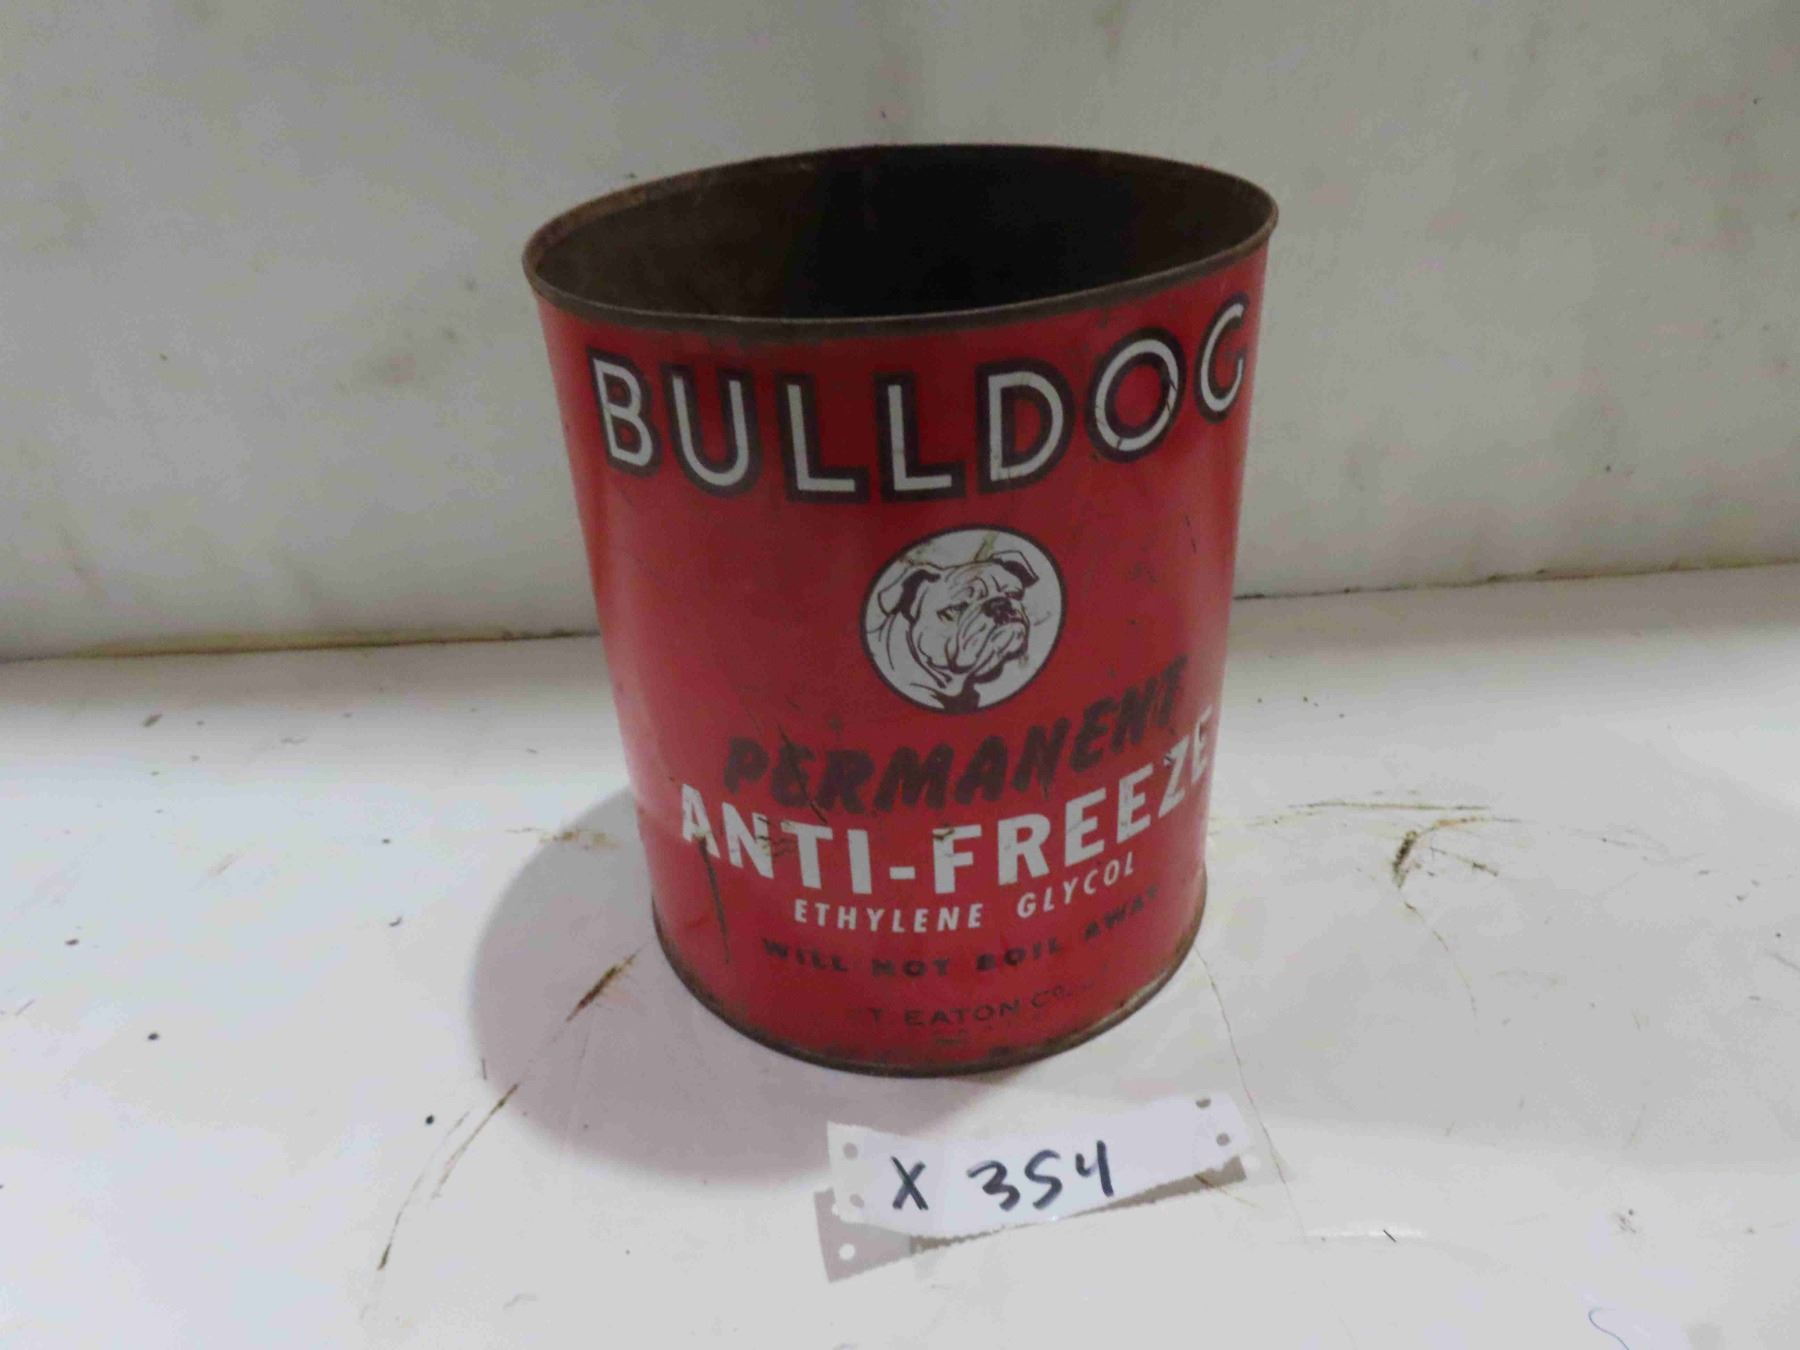 BULLDOG
PERMANENT
ANTI-FREEZE
ETHYLENE GLYCOL
WILL NOT BOIL AWAY
T. EATON CO.
X 354